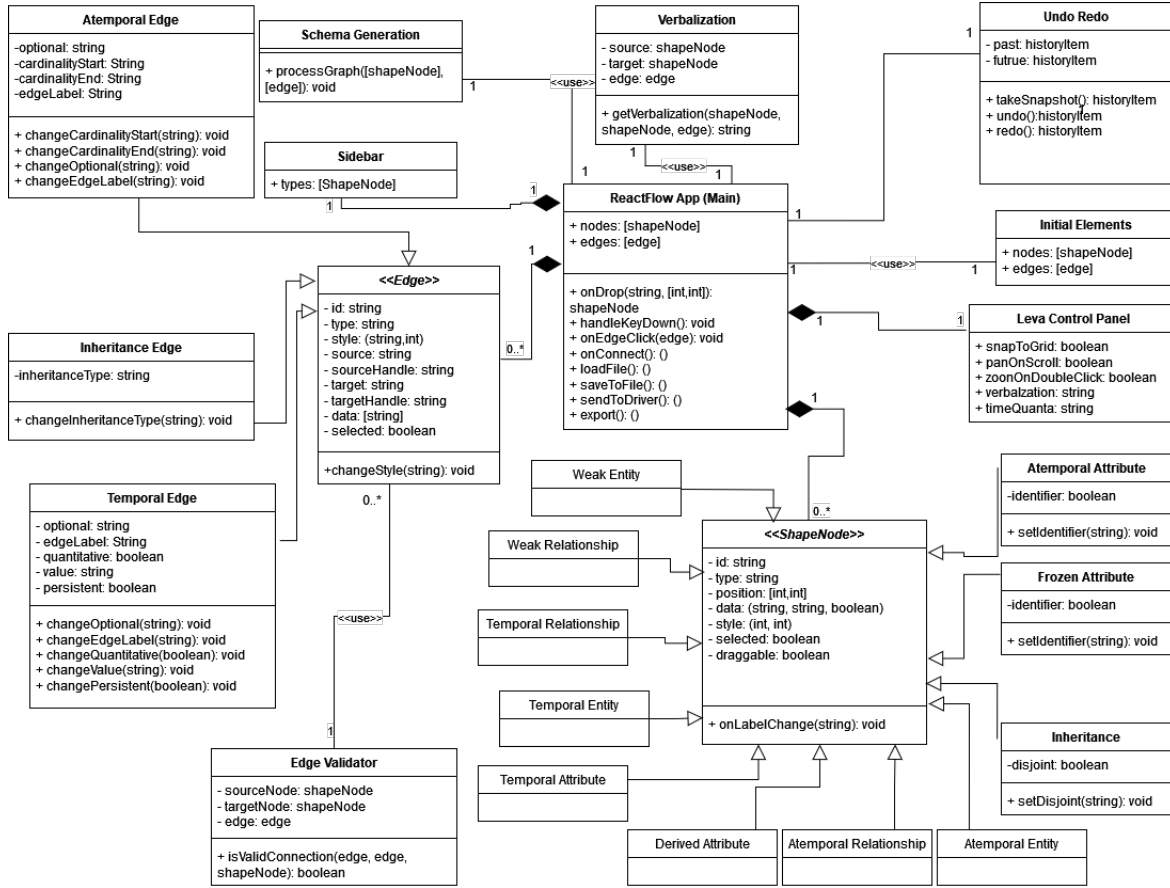 Atemporal Edge
-optional: string
-cardinalityStart: String
-cardinalityEnd: String
-edgeLabel: String
+ changeCardinalityStart(string): void
+ changeCardinalityEnd(string): void
+ changeOptional(string): void
+ changeEdgeLabel(string): void
Schema Generation
+ processGraph([shapeNode],
[edge]): void
1
<<use>>
1
Verbalization
- source: shapeNode
- target: shapeNode
- edge: edge
+ getVerbalization(shapeNode,
shapeNode, edge): string
1
<<use>>
1
Undo Redo
- past: historyItem
- futrue: historyItem
+ takeSnapshot(): historyItem
+ undo():historyItem
+ redo():historyItem
1
1
1
Sidebar
+ types: [ShapeNode]
1
1
ReactFlow App (Main)
+ nodes: [shapeNode]
+ edges: [edge]
+ onDrop(string, [int,int]):
shapeNode
+ handleKeyDown(): void
+ onEdgeClick(edge): void
+ onConnect(): ()
+ loadFile(): ()
+ saveToFile(): ()
+ sendToDriver(): ()
+ export(): ()
Initial Elements
+ nodes: [shapeNode]
+ edges: [edge]
1
<<use>>
1
Leva Control Panel
+ snapToGrid: boolean
+ panOnScroll: boolean
+ zoonOnDoubleClick: boolean
+ verbalzation: string
+ timeQuanta: string
1
1
<<Edge>>
- id: string
- type: string
- style: (string,int)
- source: string
- sourceHandle: string
- target: string
- targetHandle: string
- data: [string]
- selected: boolean
+changeStyle(string): void
1
0..*
Inheritance Edge
-inheritanceType: string
+ changeInheritanceType(string): void
Temporal Edge
- optional: string
- edgeLabel: String
- quantitative: boolean
- value: string
- persistent: boolean
+ changeOptional(string): void
+ changeEdgeLabel(string): void
+ changeQuantitative(boolean): void
+ changeValue(string): void
+ changePersistent(boolean): void
0..*
<<use>>
1
Edge Validator
- sourceNode: shapeNode
- targetNode: shapeNode
- edge: edge
+ isValidConnection(edge, edge,
shapeNode): boolean
1
0..*
<<ShapeNode>>
- id: string
- type: string
- position: [int,int]
- data: (string, string, boolean)
- style: (int, int)
- selected: boolean
- draggable: boolean
+ onLabelChange(string): void
Weak Entity
Weak Relationship
Temporal Relationship
Temporal Entity
Temporal Attribute
Derived Attribute
Atemporal Relationship
Atemporal Entity
Atemporal Attribute
-identifier: boolean
+ setIdentifier(string): void
Frozen Attribute
-identifier: boolean
+ setIdentifier(string): void
Inheritance
-disjoint: boolean
+ setDisjoint(string): void